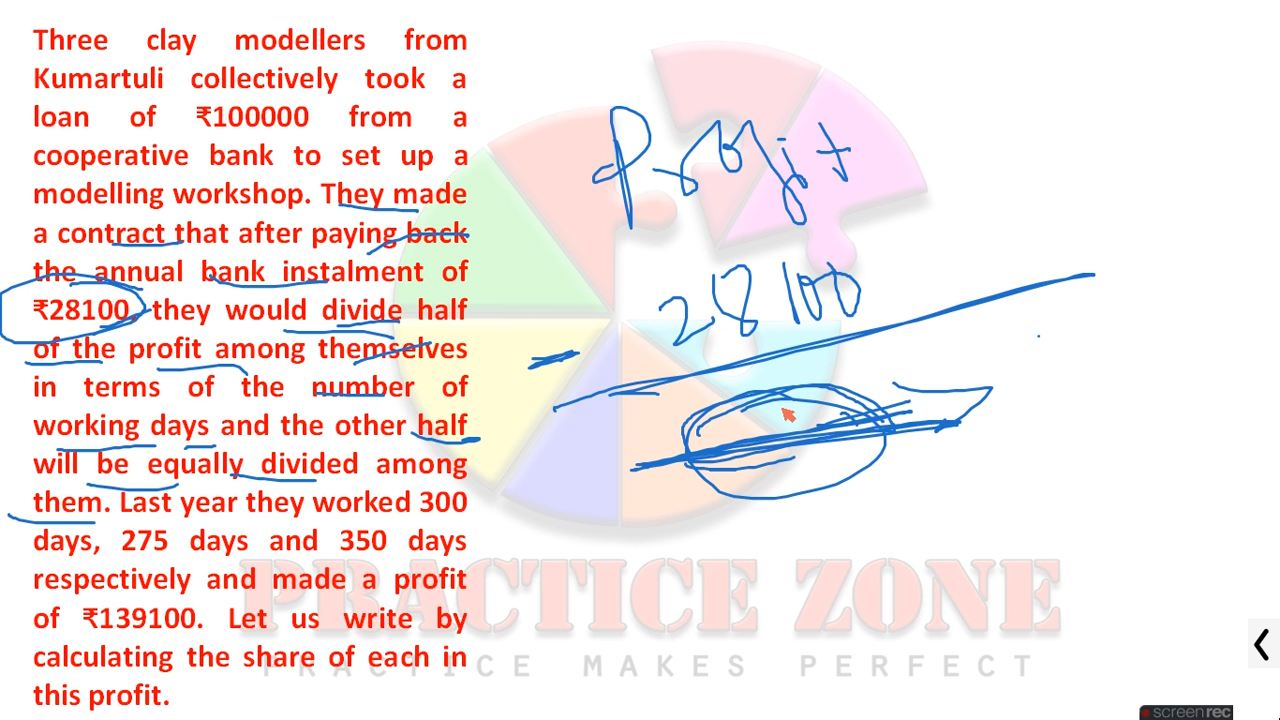 Three clay modellers from
Kumartuli collectively took a
loan of ₹100000 from a
cooperative bank to set up a
modelling workshop. They made
a contract that after paying back
the annual bank instalment of
₹28100, they would divide half
of the profit among themselves
in terms of the number of
working days and the other half
will be equally divided among
them. Last year they worked 300
days, 275 days and 350 days
respectively and made a profit
of ₹139100. Let us write by
calculating the share of each in
this profit.
Profit
28100
PRACTICE ZONE
PRACTICE MAKES PERFECT
screenrec